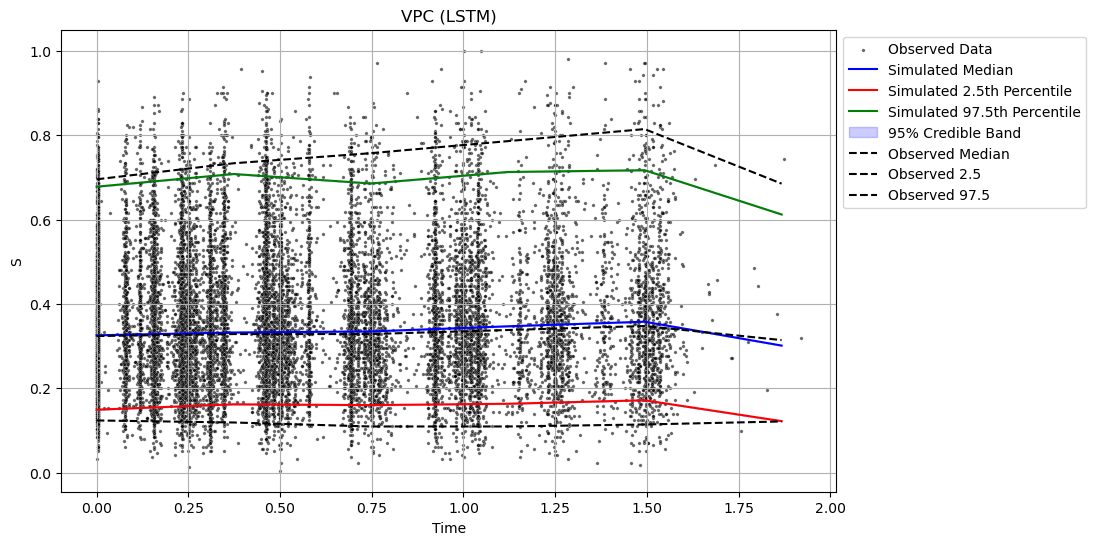 VPC (LSTM)
1.0
0.8
0.6
0.4
0.2
0.0
S
0.00 0.25 0.50 0.75 1.00 1.25 1.50 1.75 2.00
Time
Observed Data
Simulated Median
Simulated 2.5th Percentile
Simulated 97.5th Percentile
95% Credible Band
Observed Median
Observed 2.5
Observed 97.5